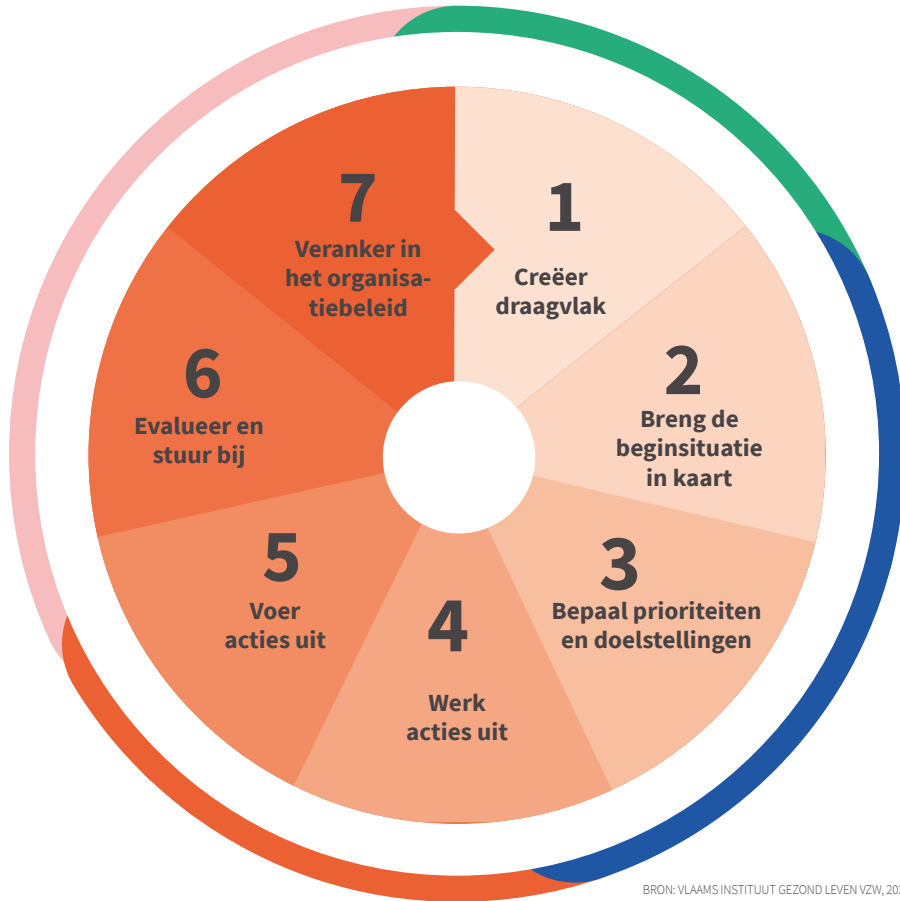 1
Creëer
draagvlak
2
Breng de
beginsituatie
in kaart
3
Bepaal prioriteiten
en doelstellingen
4
Werk
acties uit
5
Voer
acties uit
6
Evalueer en
stuur bij
7
Veranker in
het organisa-
tiebeleid
BRON: VLAAMS INSTITUUT GEZOND LEVEN VZW,